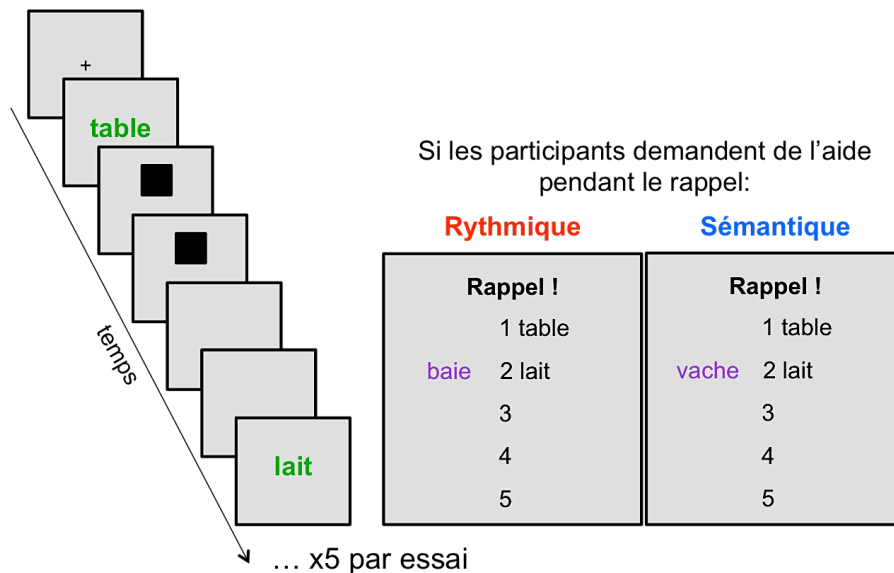 +
table
temps
lait
… x5 par essai
Si les participants demandent de l’aide
pendant le rappel:
Rythmique
Rappel !
1 table
baie 2 lait
3
4
5
Sémantique
Rappel !
1 table
vache 2 lait
3
4
5